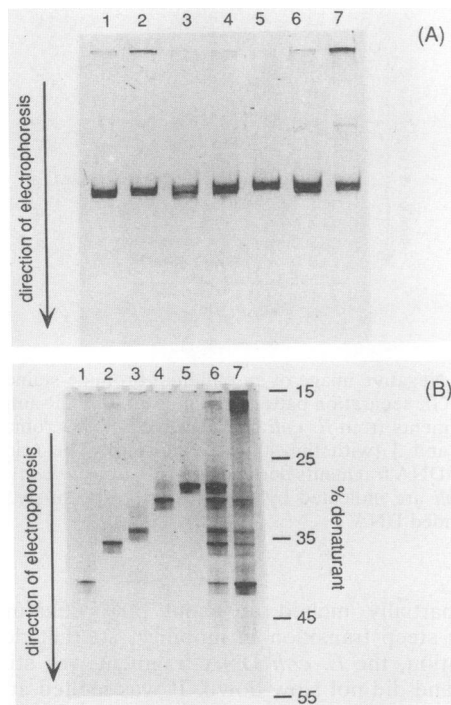 1 2 3 4 5 6 7
(A)
direction of electrophoresis
1 2 3 4 5 6 7
(B)
direction of electrophoresis
15
25
35
45
55
% denaturant